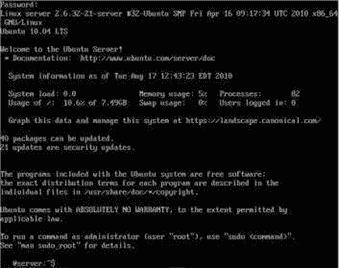 Password:
Linux server 2.6.32-21-server #32-Ubuntu SMP Fri Apr 16 09:17:34 UTC 2010 x86_64
GNU/Linux
Ubuntu 10.04 LTS
Welcome to the Ubuntu Server!
* Documentation: http://www.ubuntu.com/server/doc
System information as of Tue Aug 17 12:43:23 EDT 2010
System load: 0.0 Memory usage: 5% Processes: 82
Usage of /: 10.6% of 7.49GB Swap usage: 0% Users logged in: 0
Graph this data and manage this system at https://landscape.canonical.com/
40 packages can be updated.
21 updates are security updates.
The programs included with the Ubuntu system are free software;
the exact distribution terms for each program are described in the
individual files in /usr/share/doc/*/copyright.
Ubuntu comes with ABSOLUTELY NO WARRANTY, to the extent permitted by
applicable law.
To run a command as administrator (user "root"), use "sudo <command>".
See "man sudo_root" for details.
@server:~$